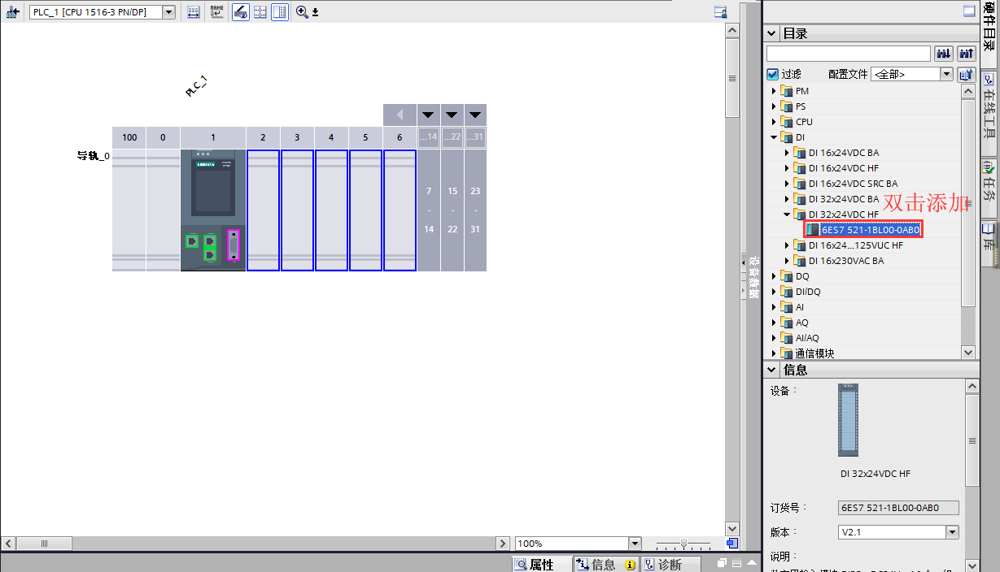 PLC_1 [CPU 1516-3 PN/DP]
NAME
PLC_1
100 0 1 2 3 4 5 6 ...14 ...22 ...31
导轨_0
SIEMENS
7 15 23
- - -
14 22 31
设备数据
100%
属性 信息 诊断
目录
过滤 配置文件 <全部>
PM
PS
CPU
DI
DI 16x24VDC BA
DI 16x24VDC HF
DI 16x24VDC SRC BA
DI 32x24VDC BA
双击添加
DI 32x24VDC HF
6ES7 521-1BL00-0AB0
DI 16x24...125VUC HF
DI 16x230VAC BA
DQ
DI/DQ
AI
AQ
AI/AQ
通信模块
信息
设备：
DI 32x24VDC HF
订货号： 6ES7 521-1BL00-0AB0
版本： V2.1
说明：
硬件目录
在线工具
任务
库